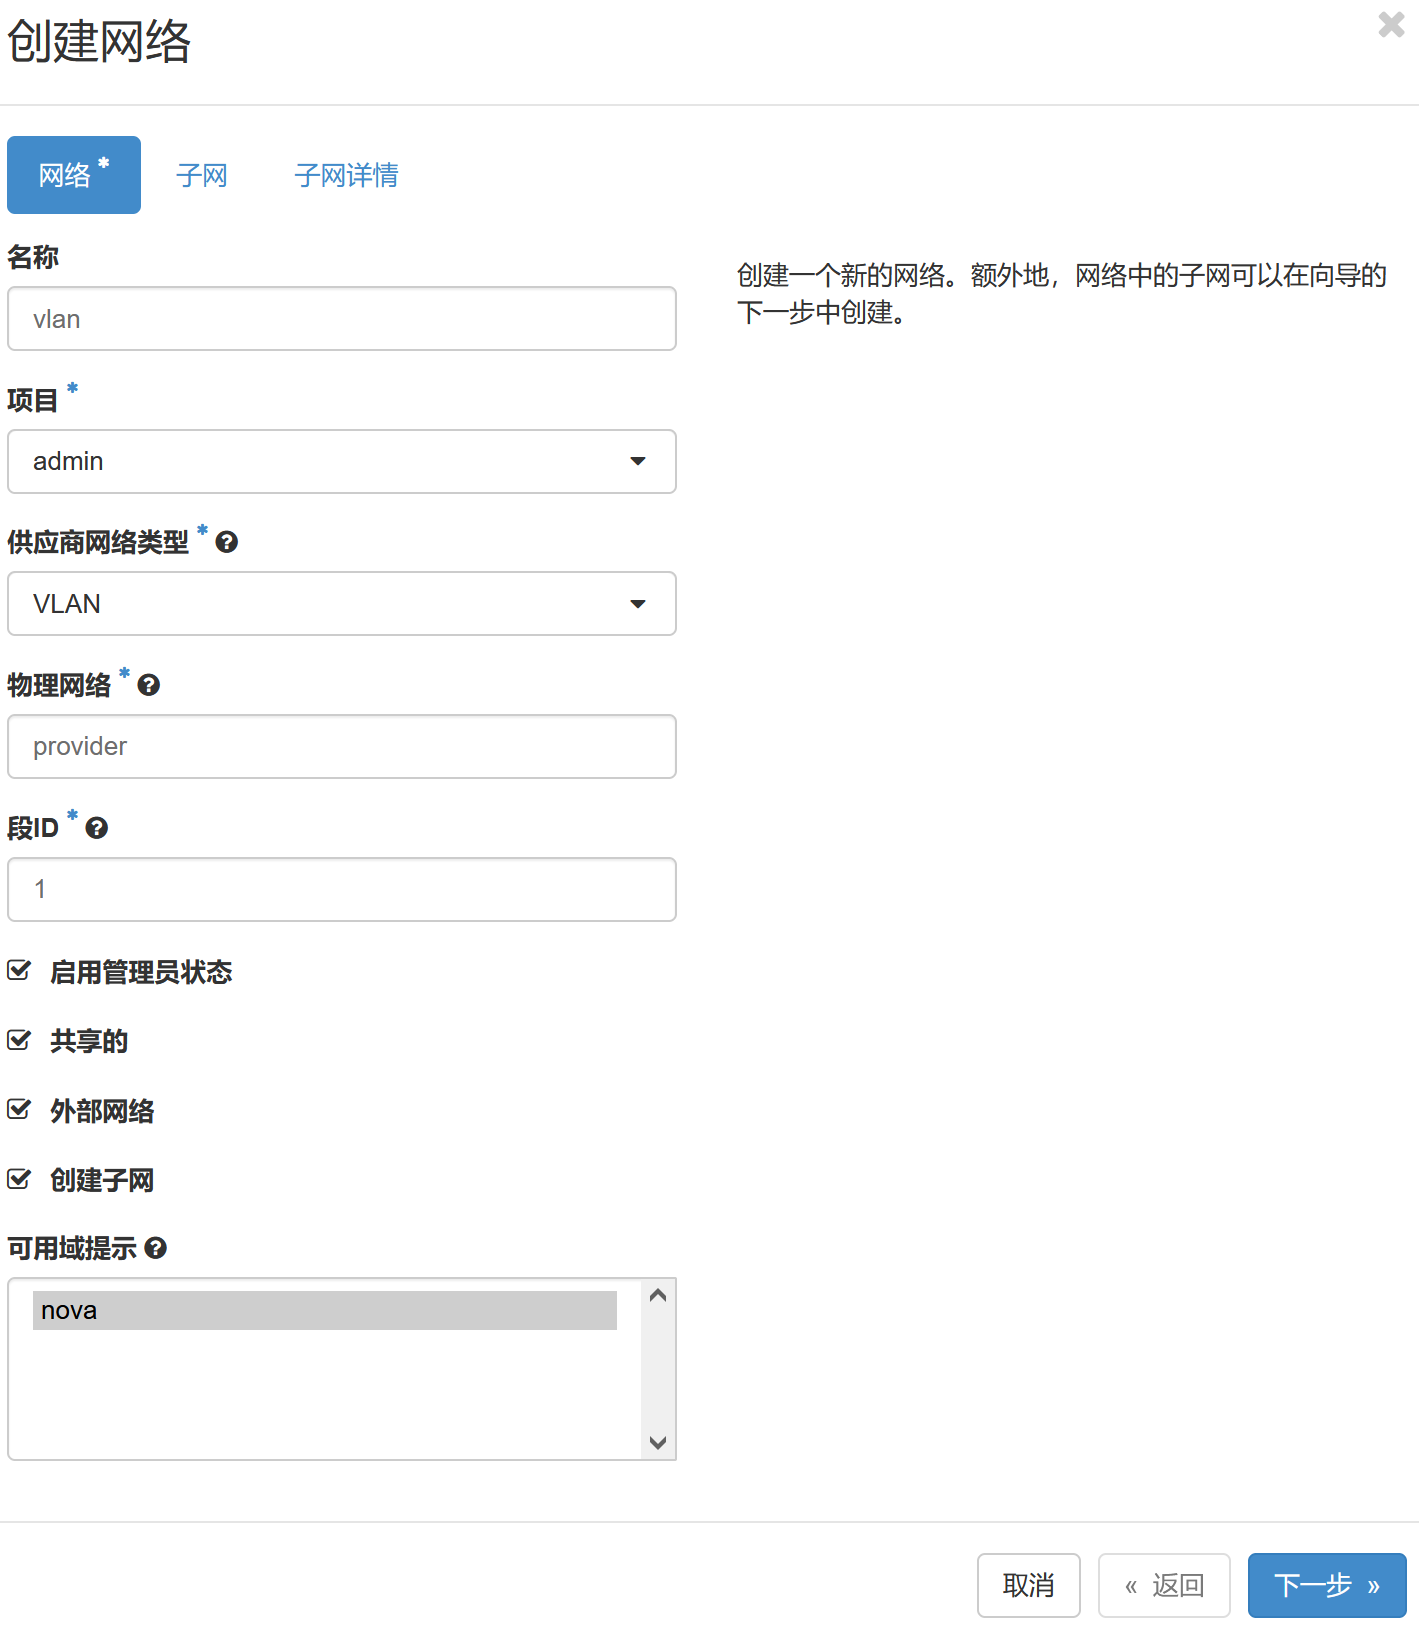 创建网络
网络 *
子网
子网详情
名称
vlan
创建一个新的网络。额外地，网络中的子网可以在向导的
下一步中创建。
项目 *
admin
供应商网络类型 *
VLAN
物理网络 *
provider
段ID *
1
启用管理员状态
共享的
外部网络
创建子网
可用域提示
nova
取消
« 返回
下一步 »